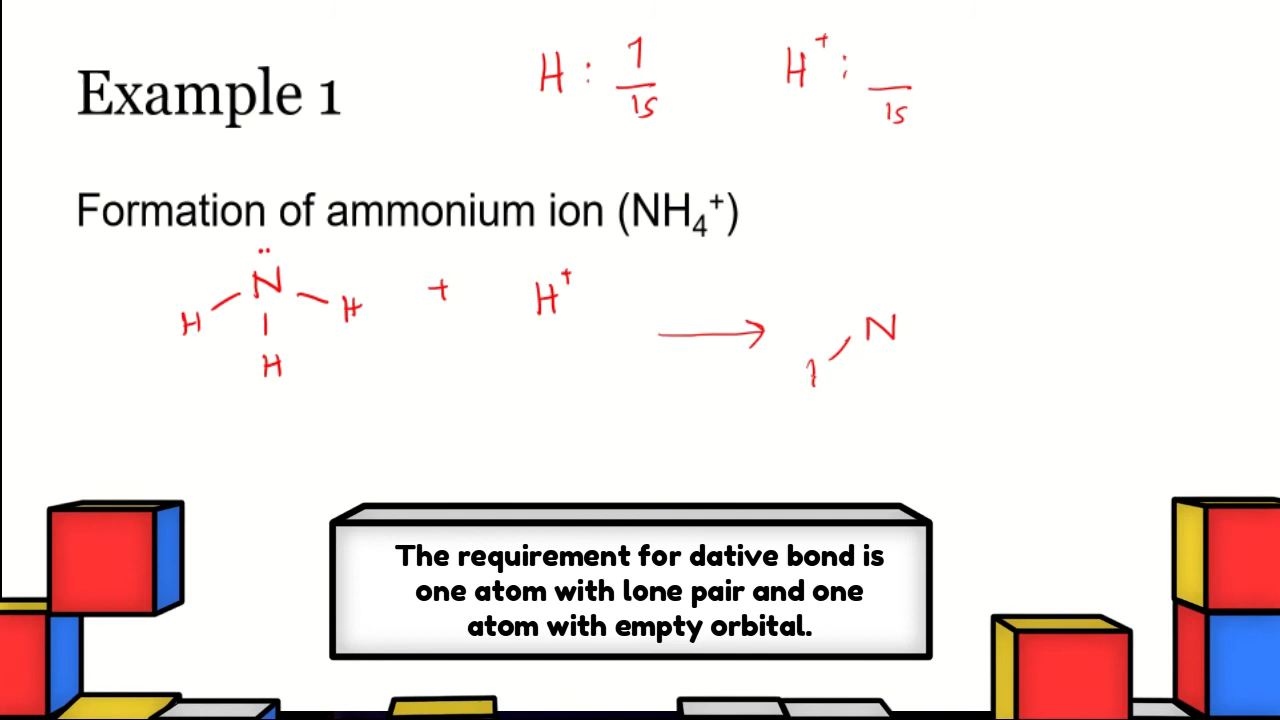 H : 1 H⁺ :
1s 1s
Example 1
Formation of ammonium ion (NH₄⁺)
N̈
H H + H⁺
H
N
The requirement for dative bond is
one atom with lone pair and one
atom with empty orbital.